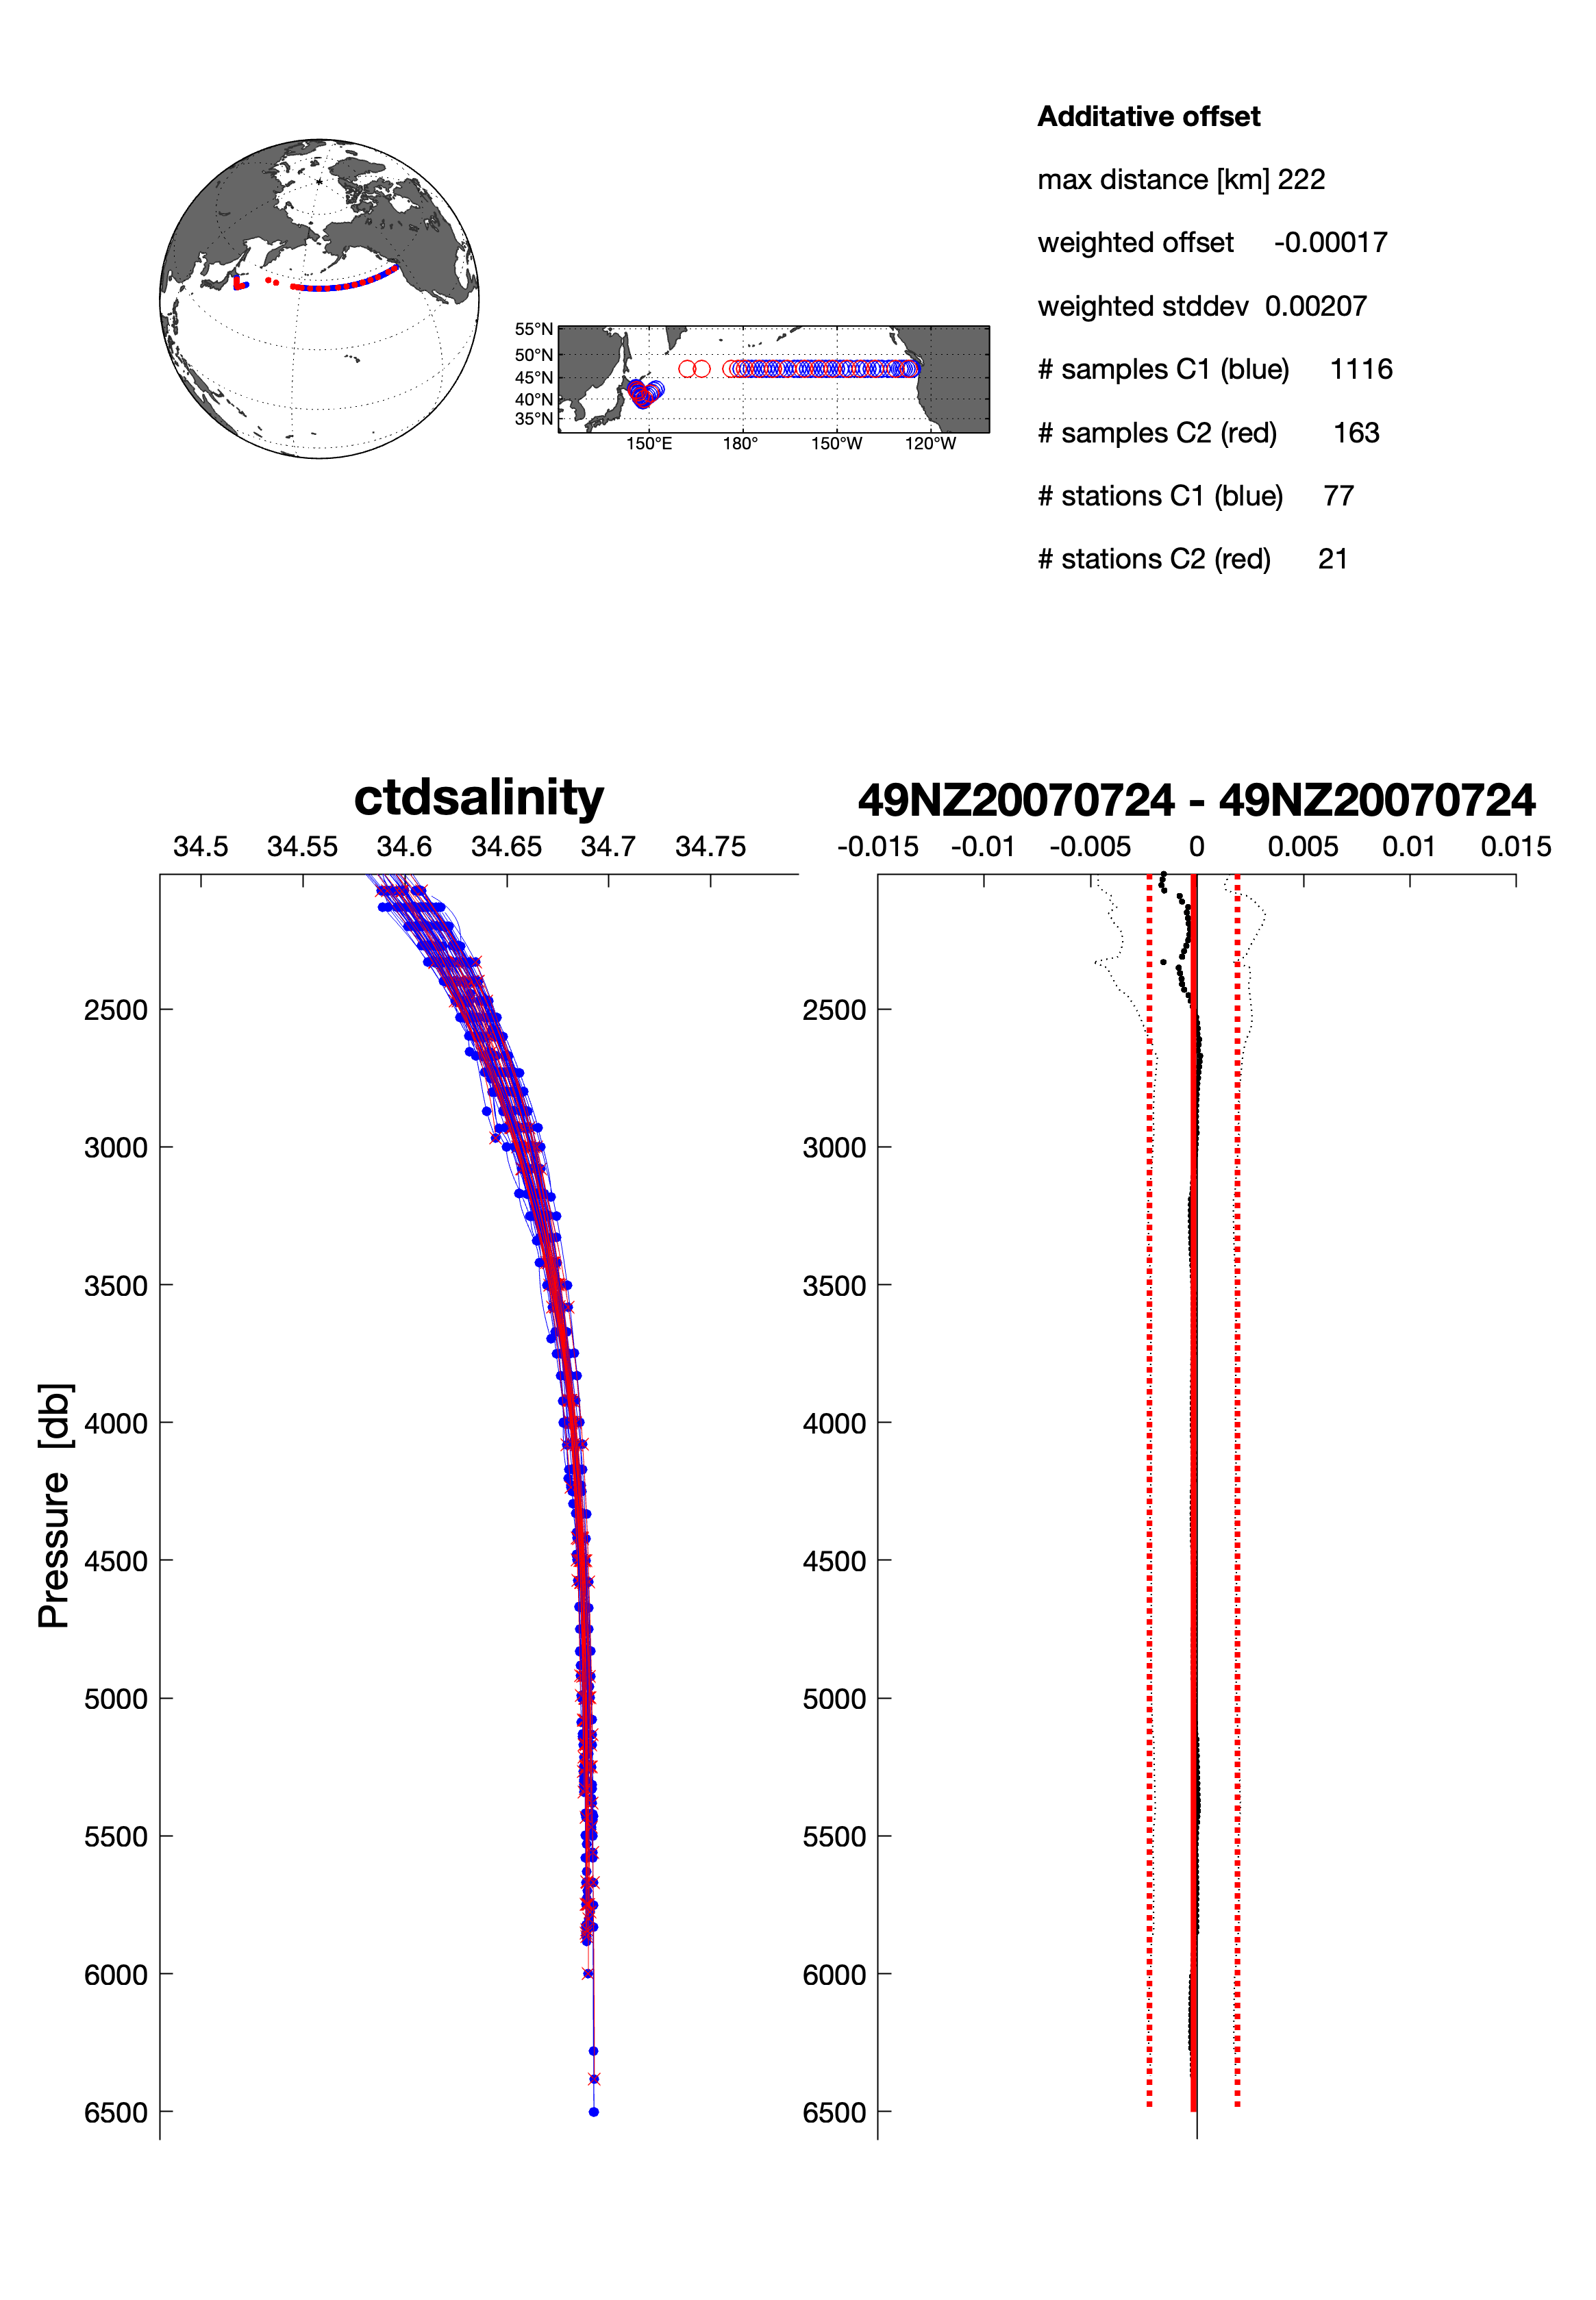 Additative offset
max distance [km] 222
weighted offset -0.00017
weighted stddev 0.00207
# samples C1 (blue) 1116
# samples C2 (red) 163
# stations C1 (blue) 77
# stations C2 (red) 21
55°N
50°N
45°N
40°N
35°N
150°E 180° 150°W 120°W
ctdsalinity
34.5 34.55 34.6 34.65 34.7 34.75
Pressure [db]
2500
3000
3500
4000
4500
5000
5500
6000
6500
49NZ20070724 - 49NZ20070724
-0.015 -0.01 -0.005 0 0.005 0.01 0.015
2500
3000
3500
4000
4500
5000
5500
6000
6500